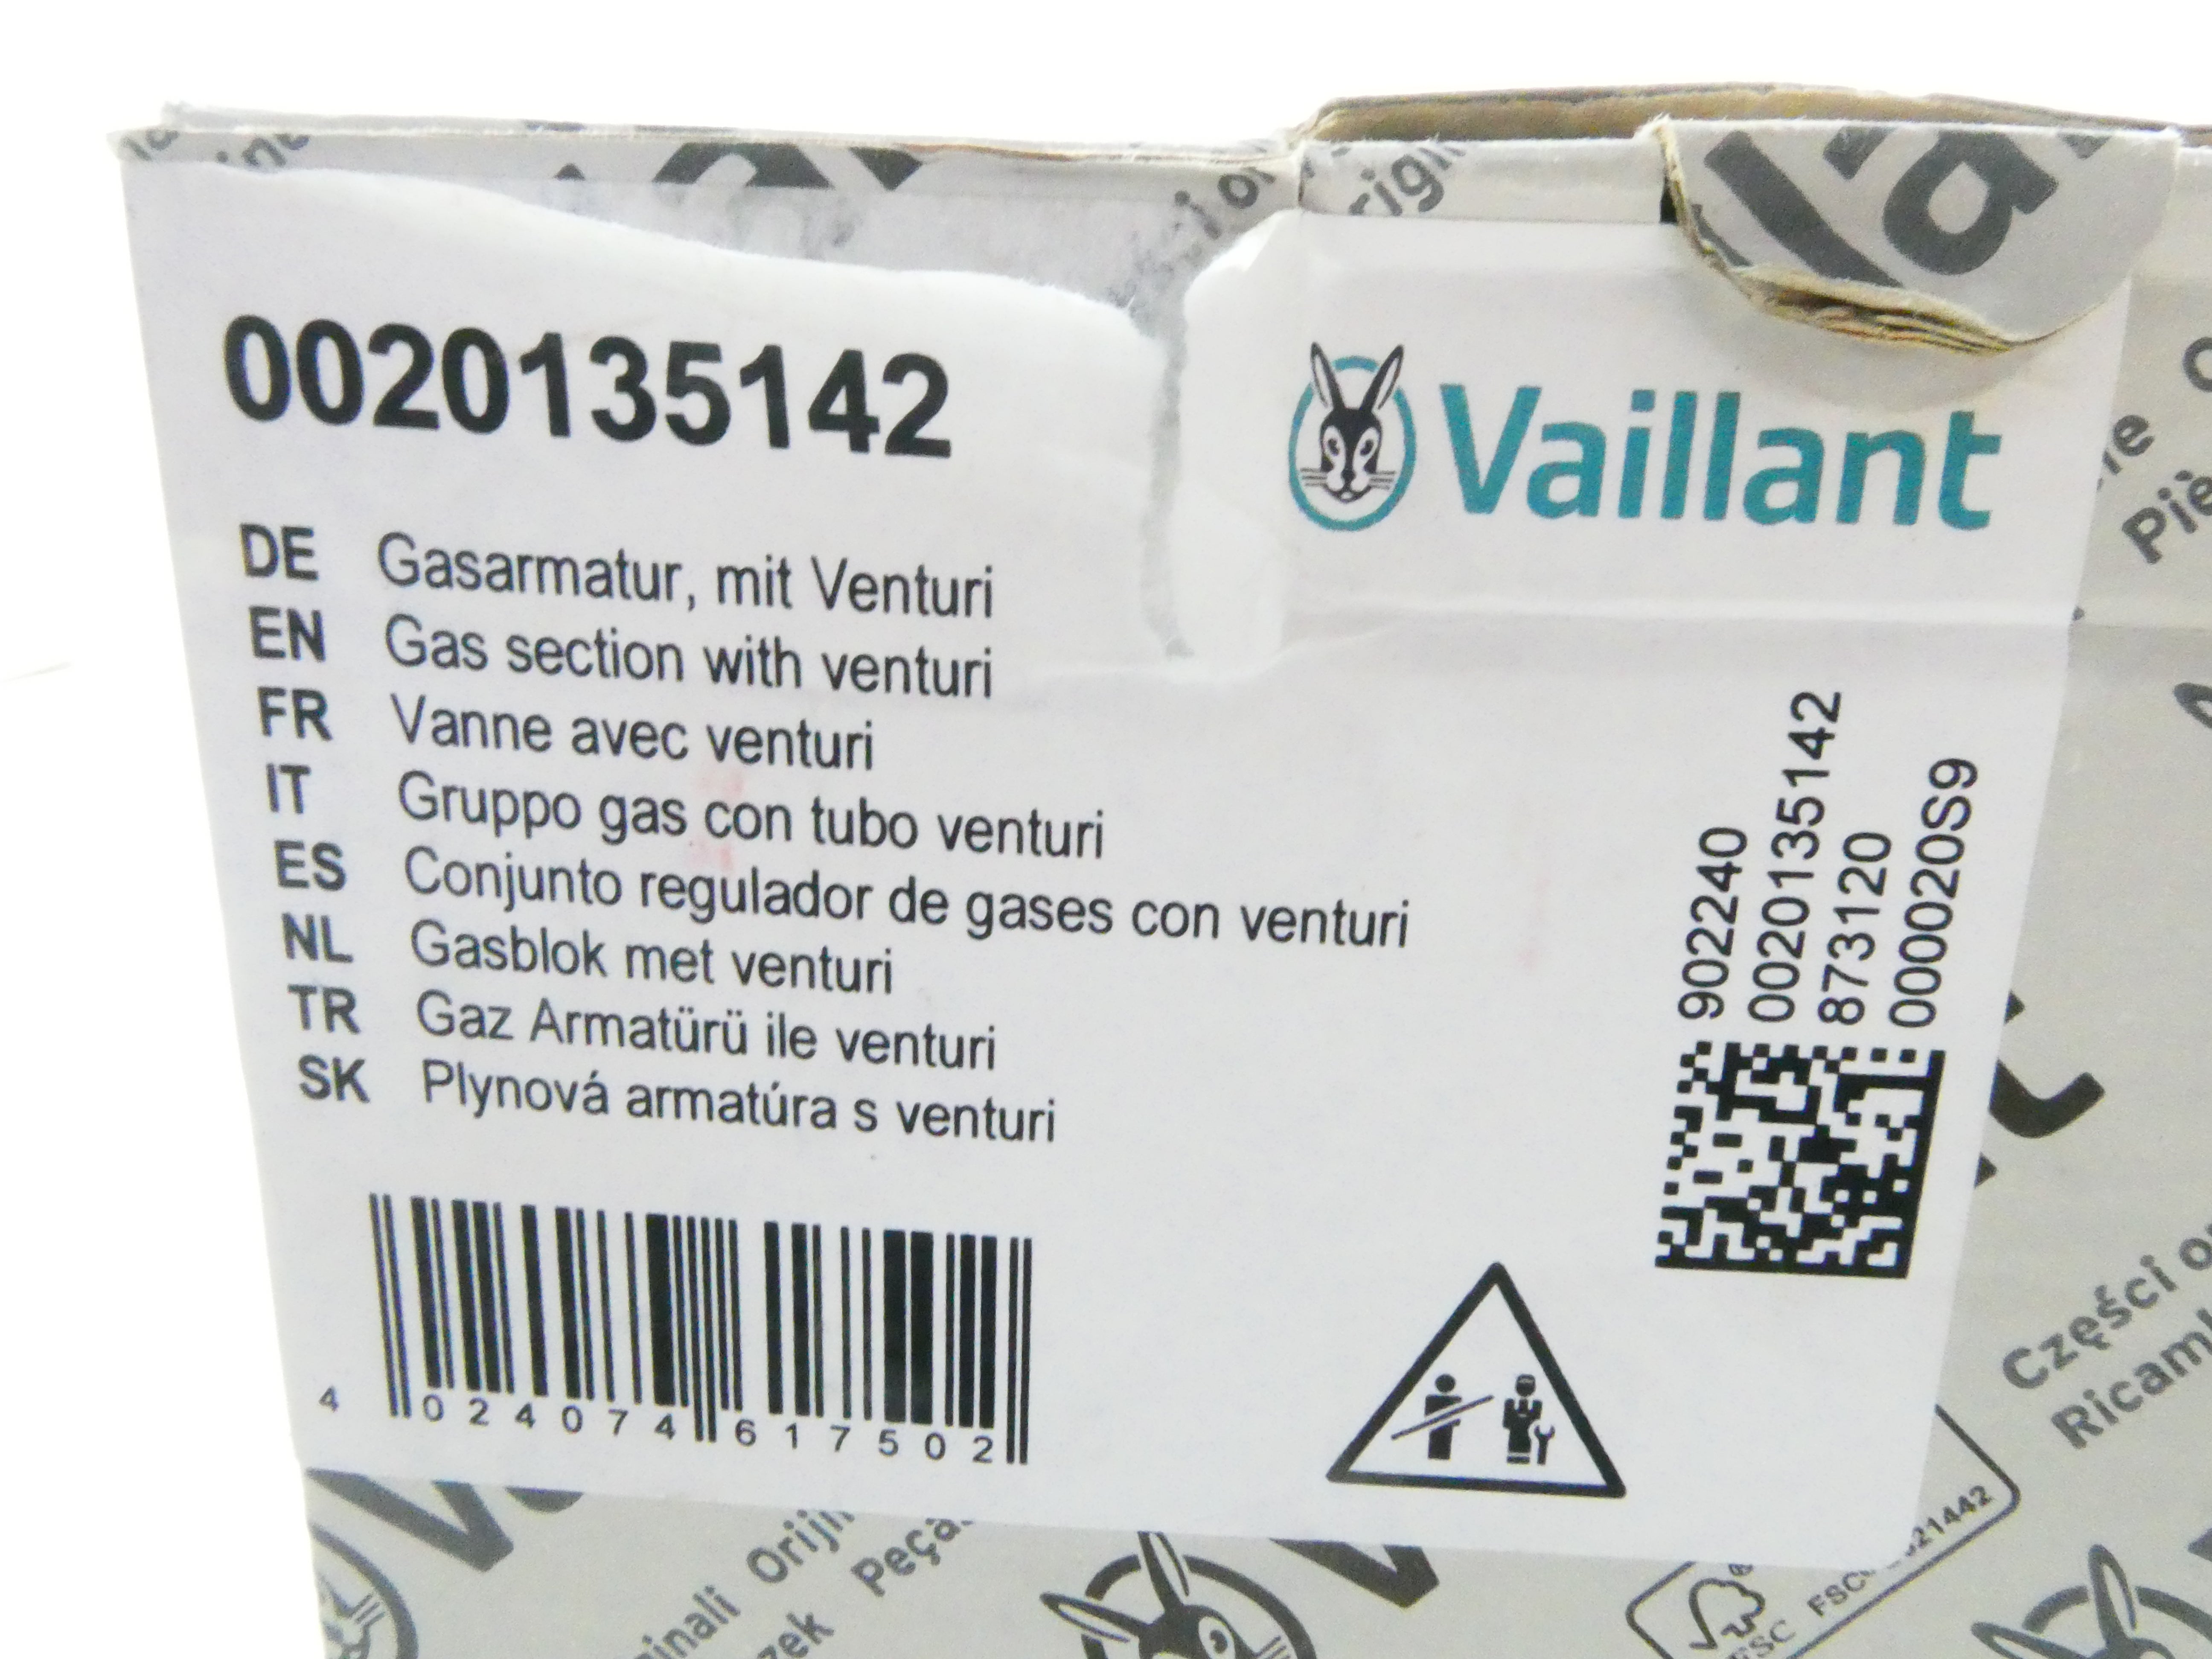 0020135142
Vaillant
DE Gasarmatur, mit Venturi
EN Gas section with venturi
FR Vanne avec venturi
IT Gruppo gas con tubo venturi
ES Conjunto regulador de gases con venturi
NL Gasblok met venturi
TR Gaz Armatürü ile venturi
SK Plynová armatúra s venturi
902240
0020135142
873120
000020S9
4 024074 617502
Części